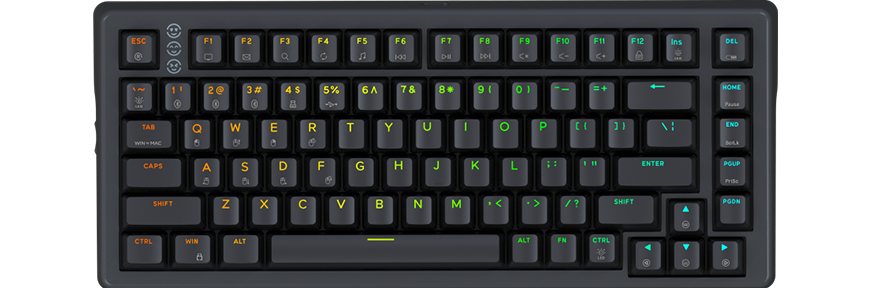 ESC F1 F2 F3 F4 F5 F6 F7 F8 F9 F10 F11 F12 Ins DEL
\ ~ 1 ! 2 @ 3 # 4 $ 5 % 6 ∧ 7 & 8 * 9 ( 0 ) - _ = + ← HOME
LED Pause
TAB Q W E R T Y U I O P [ { ] } \ ¦ END
WIN MAC ScrLk
CAPS A S D F G H J K L ; : ' " ENTER PGUP
PrtSc
SHIFT Z X C V B N M , < . > / ? SHIFT PGDN
CTRL WIN ALT ALT FN CTRL
LED